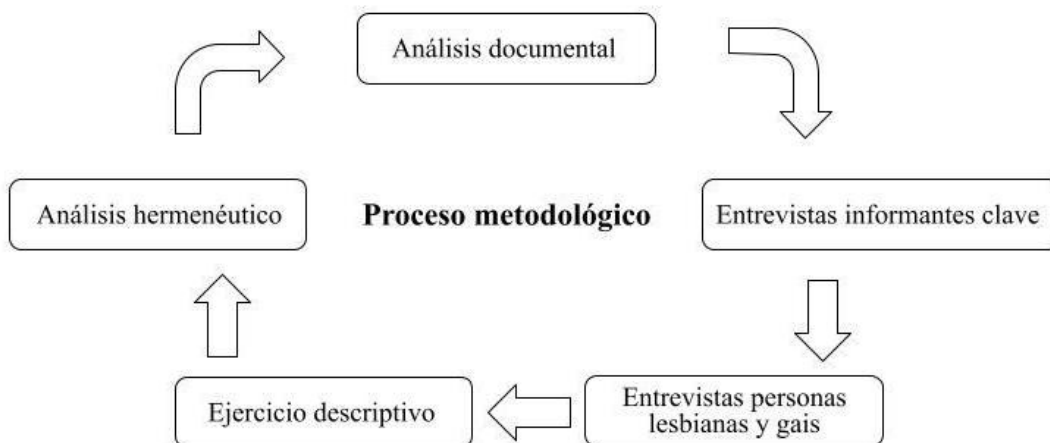 Análisis documental
Análisis hermenéutico
Proceso metodológico
Entrevistas informantes clave
Ejercicio descriptivo
Entrevistas personas
lesbianas y gais